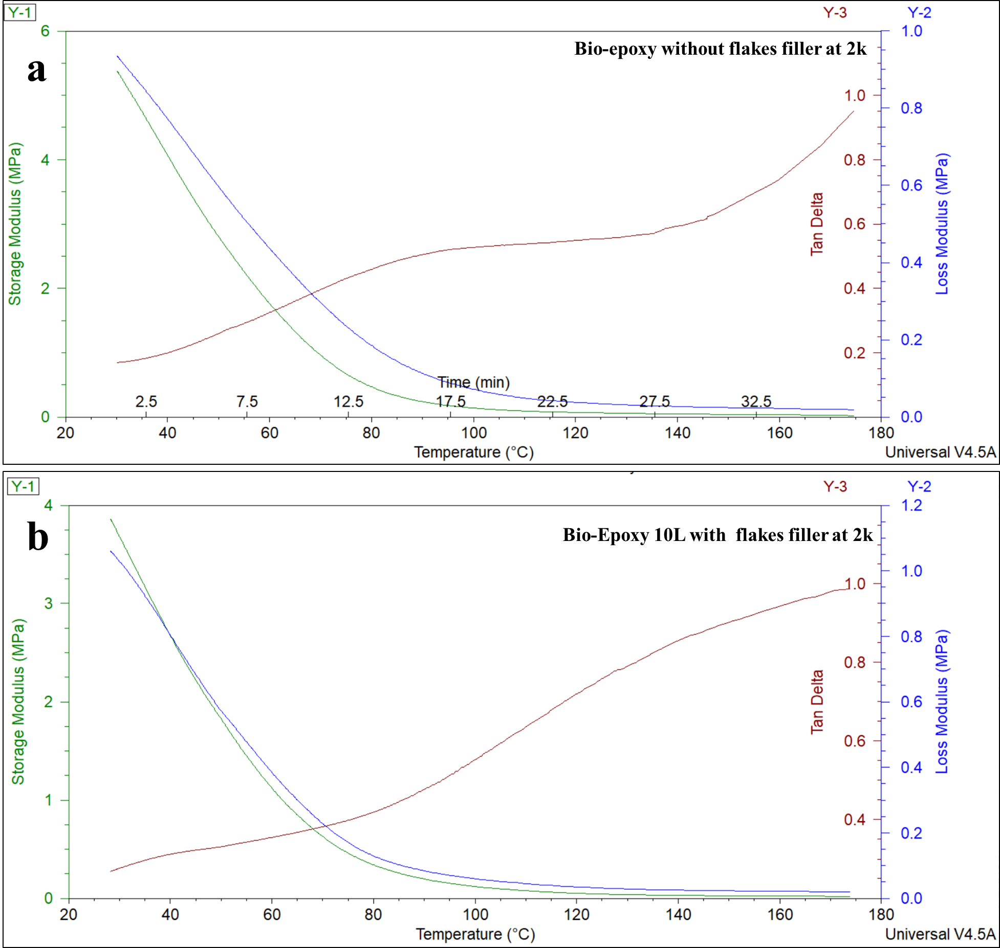 Y-1
Y-3
Y-2
a
Bio-epoxy without flakes filler at 2k
6
4
2
0
Storage Modulus (MPa)
1.0
0.8
0.6
0.4
0.2
Tan Delta
1.0
0.8
0.6
0.4
0.2
0.0
Loss Modulus (MPa)
Time (min)
2.5 7.5 12.5 17.5 22.5 27.5 32.5
20 40 60 80 100 120 140 160 180
Temperature (°C)
Universal V4.5A
Y-1
Y-3
Y-2
b
Bio-Epoxy 10L with flakes filler at 2k
4
3
2
1
0
Storage Modulus (MPa)
1.0
0.8
0.6
0.4
Tan Delta
1.2
1.0
0.8
0.6
0.4
0.2
0.0
Loss Modulus (MPa)
20 40 60 80 100 120 140 160 180
Temperature (°C)
Universal V4.5A